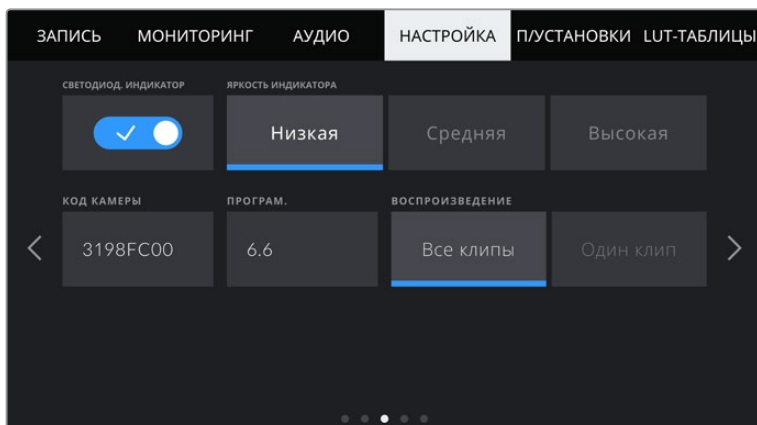 ЗАПИСЬ МОНИТОРИНГ АУДИО НАСТРОЙКА П/УСТАНОВКИ LUT-ТАБЛИЦЫ
СВЕТОДИОД. ИНДИКАТОР ЯРКОСТЬ ИНДИКАТОРА
Низкая Средняя Высокая
КОД КАМЕРЫ ПРОГРАМ. ВОСПРОИЗВЕДЕНИЕ
3198FC00 6.6 Все клипы Один клип